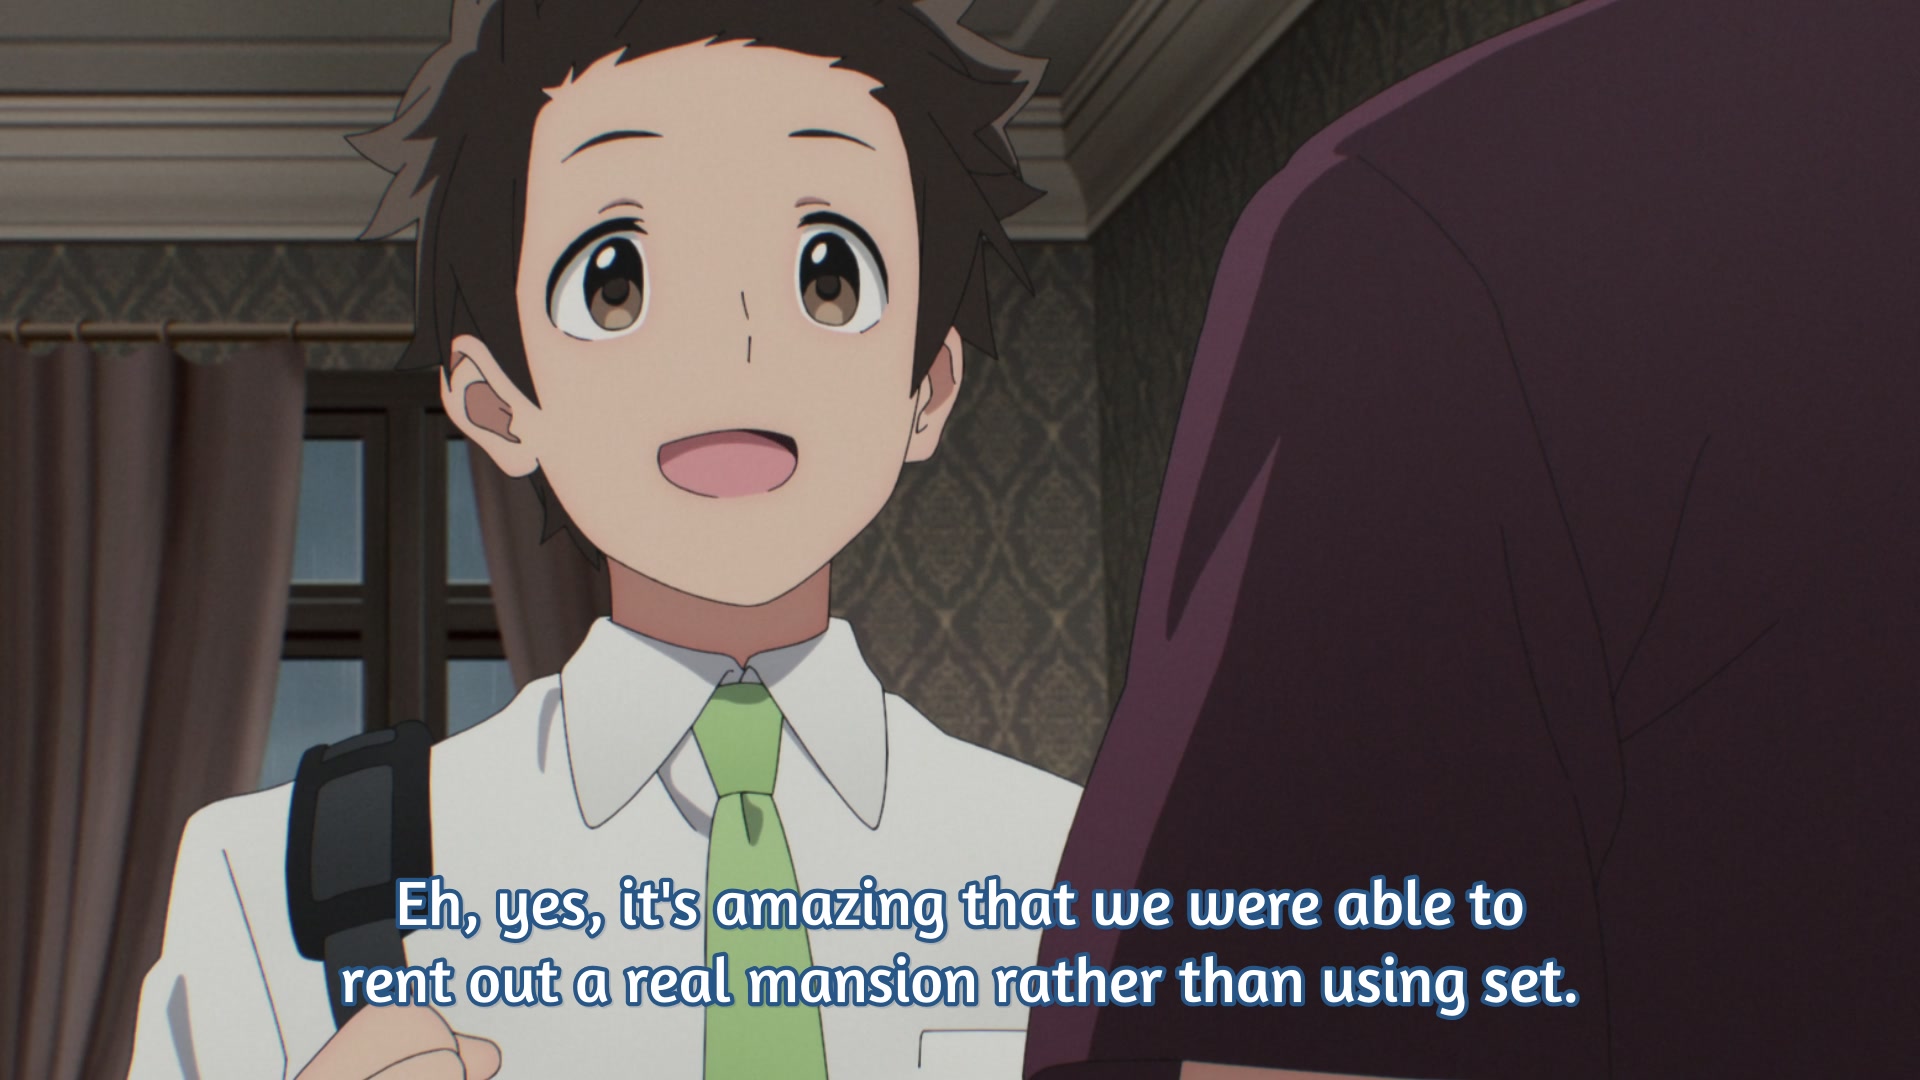 Eh, yes, it's amazing that we were able to
rent out a real mansion rather than using set.